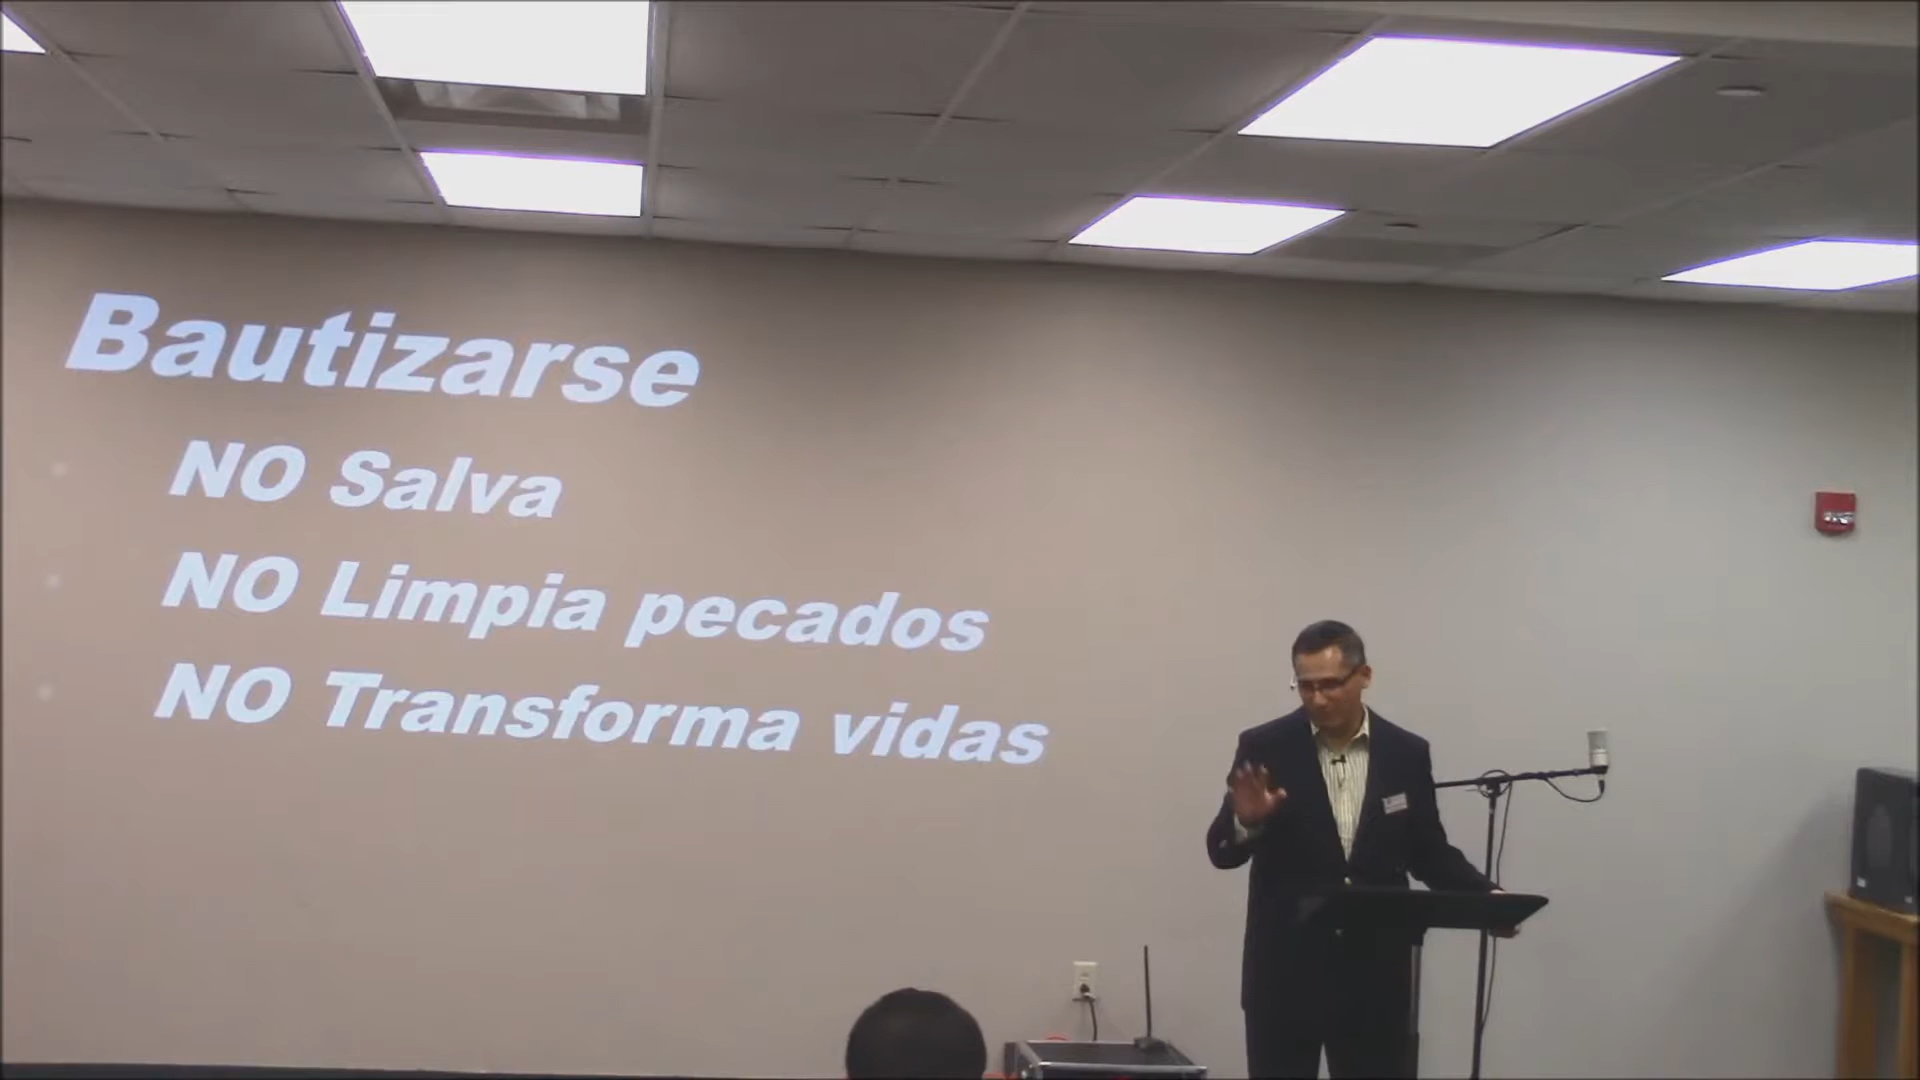 Bautizarse
NO Salva
NO Limpia pecados
NO Transforma vidas